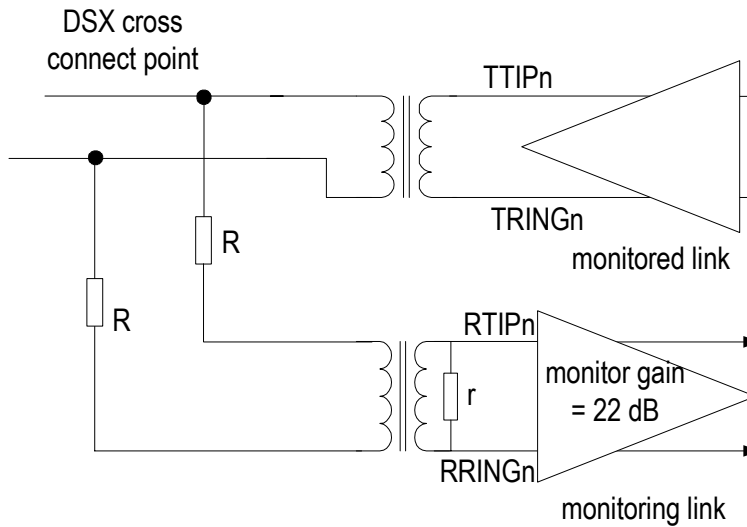 DSX cross
connect point
TTIPn
TRINGn
monitored link
R
R
RTIPn
monitor gain
= 22 dB
r
RRINGn
monitoring link